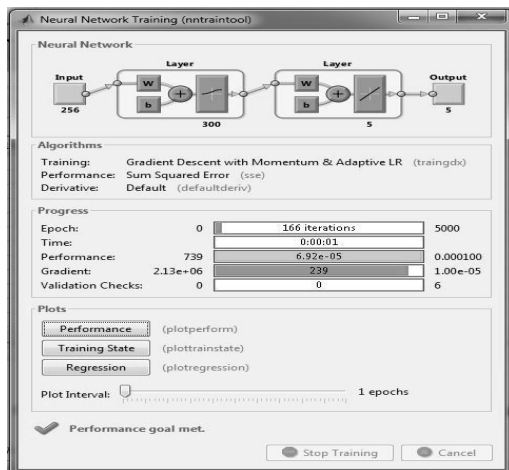 Neural Network Training (nntraintool)
Neural Network
Layer Layer
Input Output
W W
b b
256 300 5 5
Algorithms
Training: Gradient Descent with Momentum & Adaptive LR (traingdx)
Performance: Sum Squared Error (sse)
Derivative: Default (defaultderiv)
Progress
Epoch: 0 166 iterations 5000
Time: 0:00:01
Performance: 739 6.92e-05 0.000100
Gradient: 2.13e+06 239 1.00e-05
Validation Checks: 0 0 6
Plots
Performance (plotperform)
Training State (plottrainstate)
Regression (plotregression)
Plot Interval: 1 epochs
Performance goal met.
Stop Training Cancel